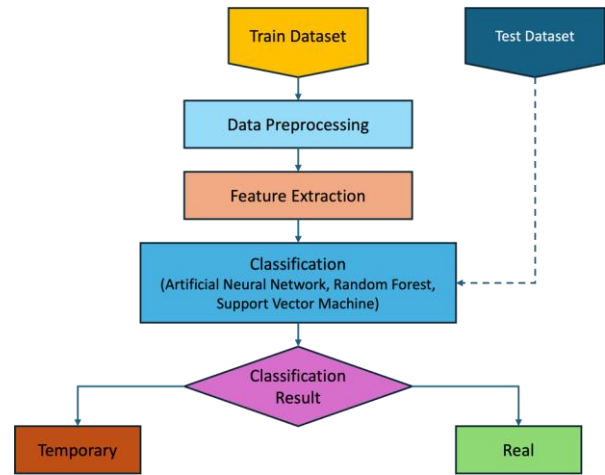 Train Dataset
Test Dataset
Data Preprocessing
Feature Extraction
Classification
(Artificial Neural Network, Random Forest,
Support Vector Machine)
Classification
Result
Temporary
Real